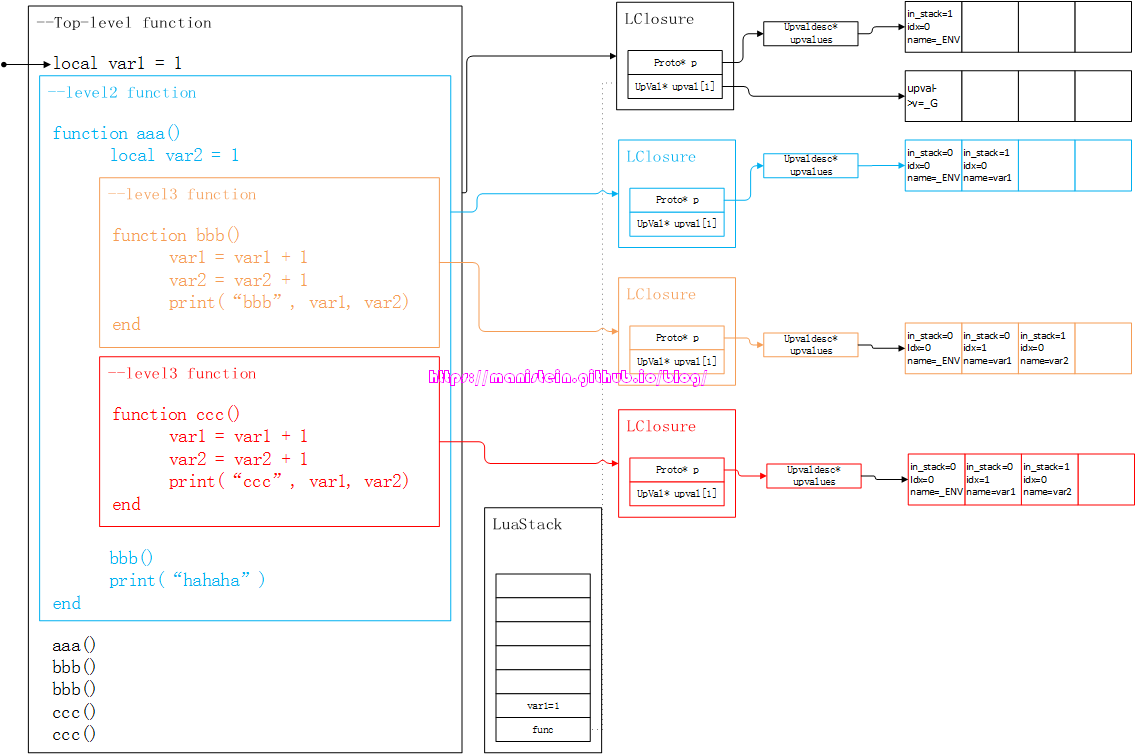 --Top-level function
local var1 = 1
--level2 function
function aaa()
local var2 = 1
--level3 function
function bbb()
var1 = var1 + 1
var2 = var2 + 1
print(“bbb”, var1, var2)
end
--level3 function
function ccc()
var1 = var1 + 1
var2 = var2 + 1
print(“ccc”, var1, var2)
end
bbb()
print(“hahaha”)
end
aaa()
bbb()
bbb()
ccc()
ccc()
LClosure
Proto* p
UpVal* upval[1]
Upvaldesc*
upvalues
in_stack=1
idx=0
name=_ENV
upval-
>v=_G
LClosure
Proto* p
UpVal* upval[1]
Upvaldesc*
upvalues
in_stack=0
idx=0
name=_ENV
in_stack=1
idx=0
name=var1
LClosure
Proto* p
UpVal* upval[1]
Upvaldesc*
upvalues
in_stack=0
Idx=0
name=_ENV
in_stack=0
idx=1
name=var1
in_stack=1
idx=0
name=var2
https://manistein.github.io/blog/
LClosure
Proto* p
UpVal* upval[1]
Upvaldesc*
upvalues
in_stack=0
Idx=0
name=_ENV
in_stack=0
idx=1
name=var1
in_stack=1
idx=0
name=var2
LuaStack
var1=1
func